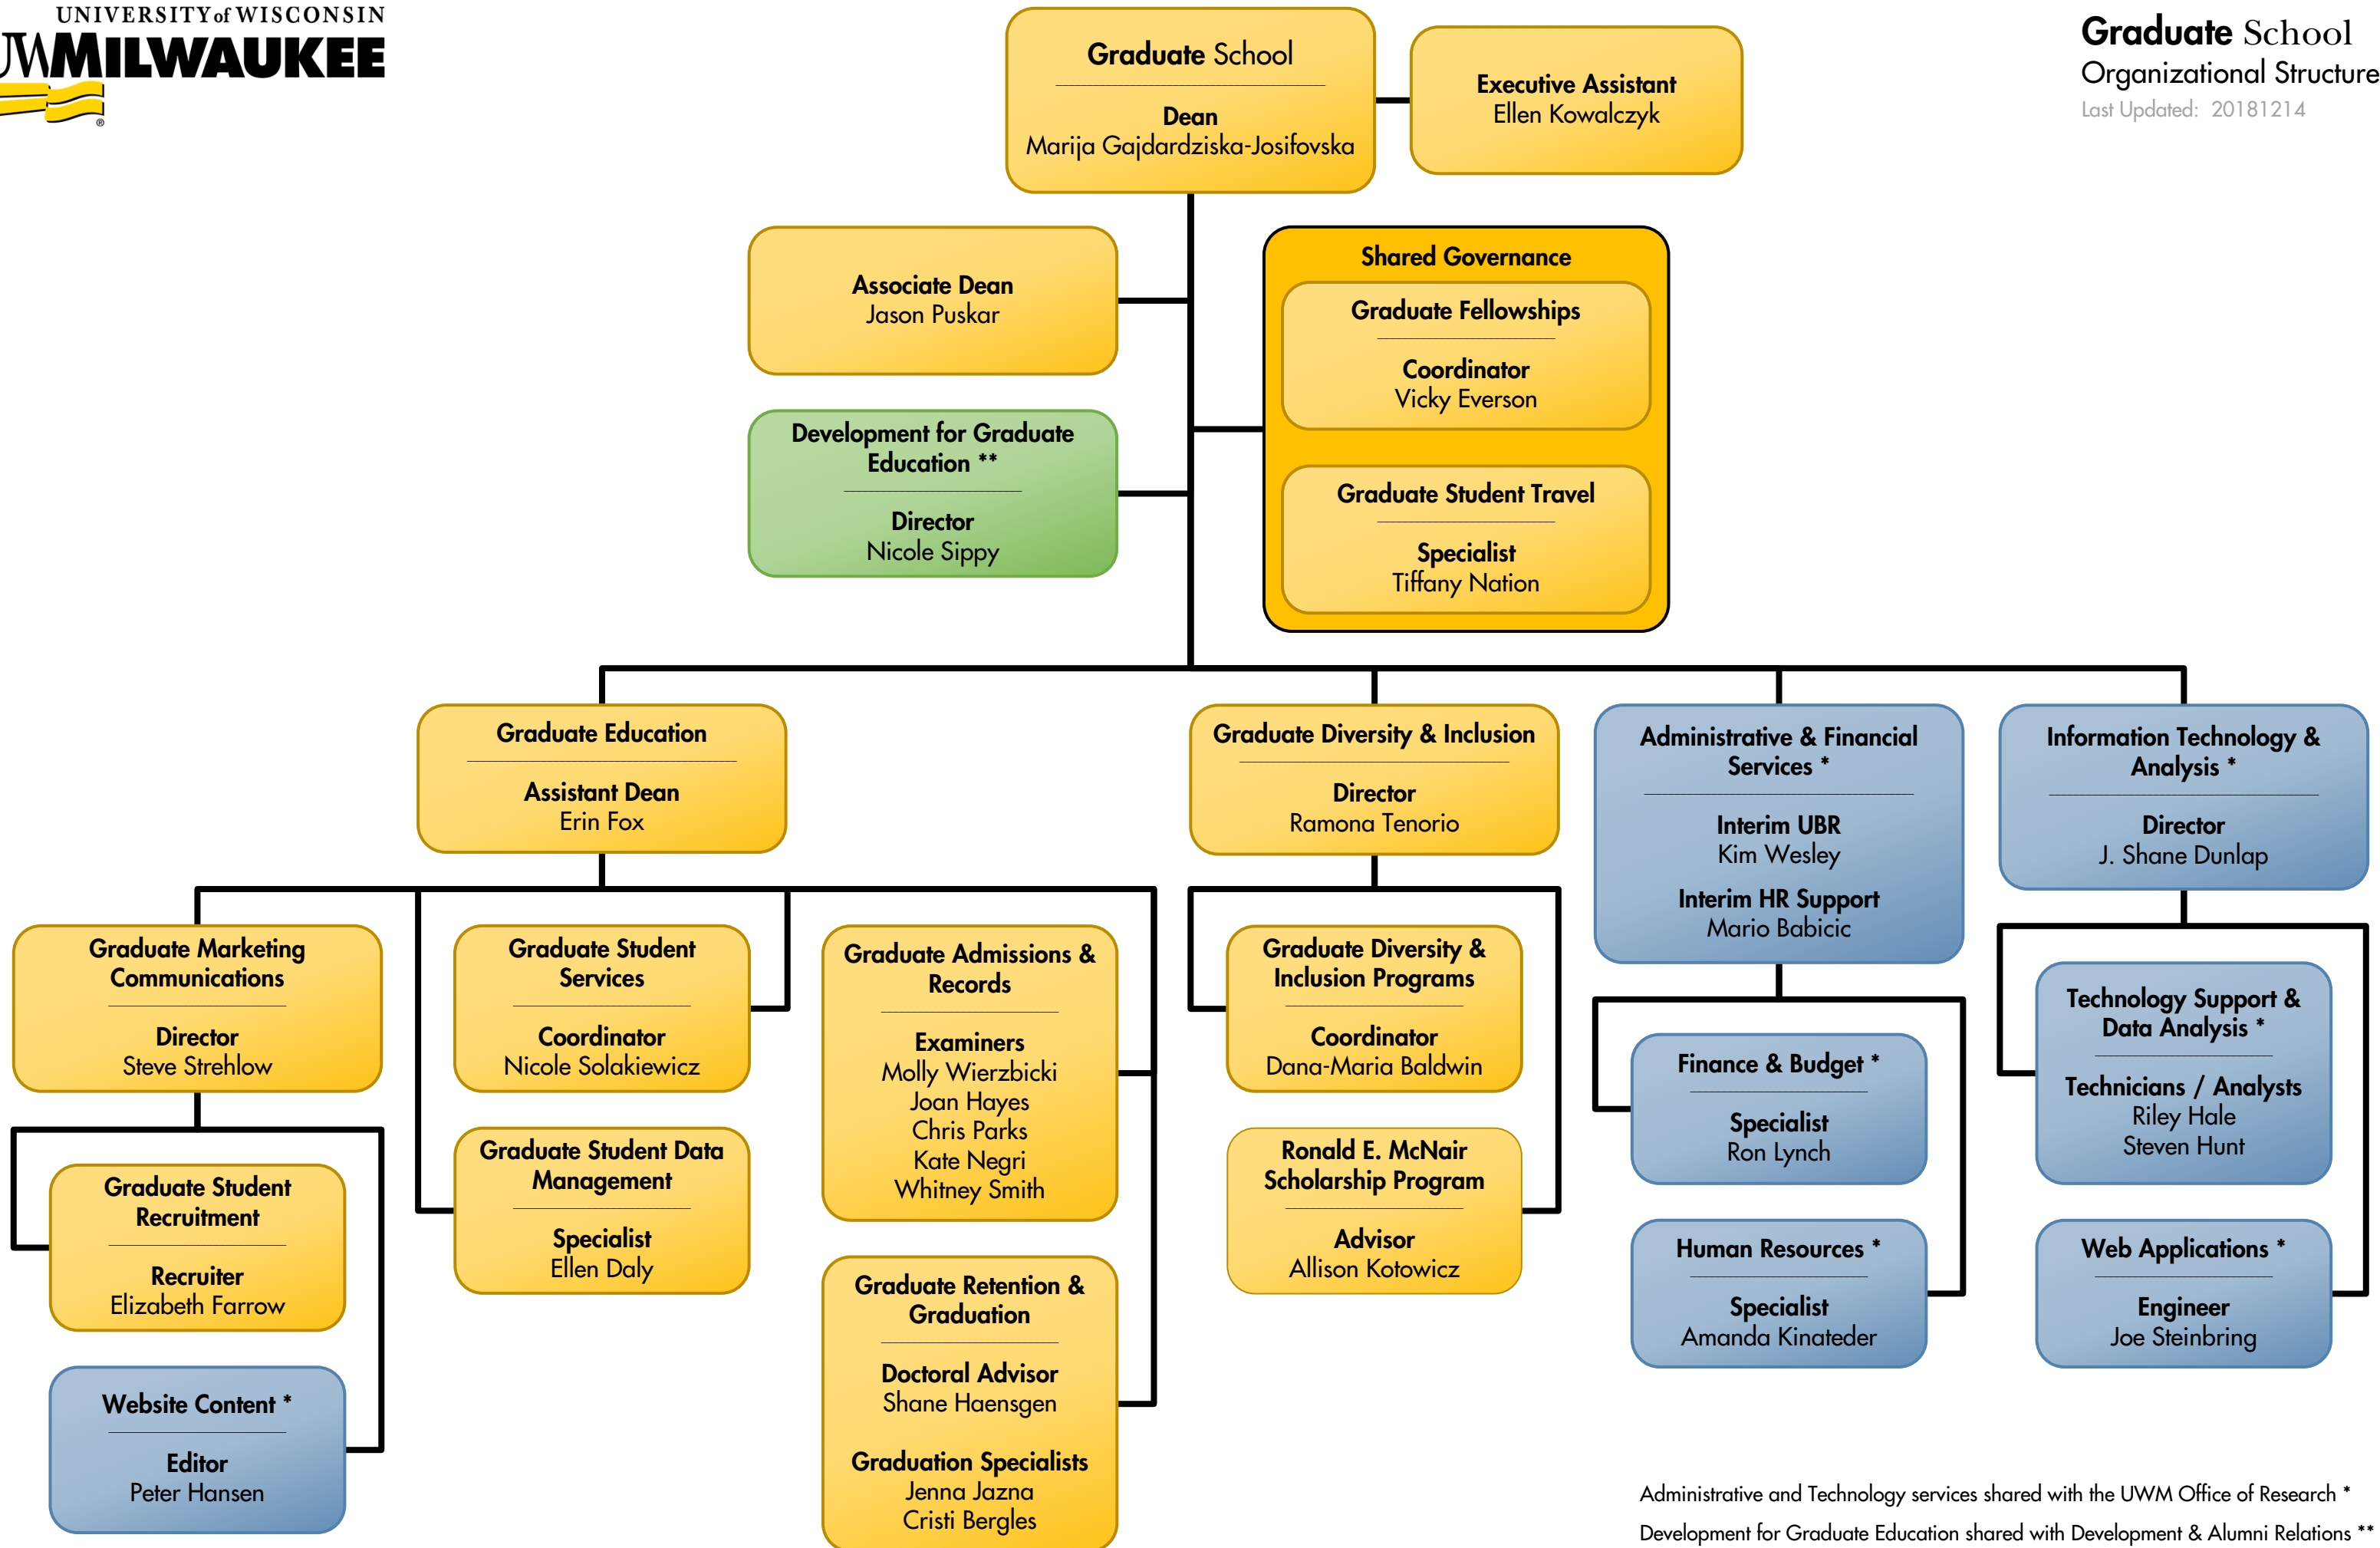 UNIVERSITY of WISCONSIN
UWMILWAUKEE
®
Graduate School
Dean
Marija Gajdardziska-Josifovska
Executive Assistant
Ellen Kowalczyk
Graduate School
Organizational Structure
Last Updated: 20181214
Associate Dean
Jason Puskar
Development for Graduate
Education **
Director
Nicole Sippy
Shared Governance
Graduate Fellowships
Coordinator
Vicky Everson
Graduate Student Travel
Specialist
Tiffany Nation
Graduate Education
Assistant Dean
Erin Fox
Graduate Diversity & Inclusion
Director
Ramona Tenorio
Administrative & Financial
Services *
Interim UBR
Kim Wesley
Interim HR Support
Mario Babicic
Information Technology &
Analysis *
Director
J. Shane Dunlap
Graduate Marketing
Communications
Director
Steve Strehlow
Graduate Student
Recruitment
Recruiter
Elizabeth Farrow
Website Content *
Editor
Peter Hansen
Graduate Student
Services
Coordinator
Nicole Solakiewicz
Graduate Student Data
Management
Specialist
Ellen Daly
Graduate Admissions &
Records
Examiners
Molly Wierzbicki
Joan Hayes
Chris Parks
Kate Negri
Whitney Smith
Graduate Retention &
Graduation
Doctoral Advisor
Shane Haensgen
Graduation Specialists
Jenna Jazna
Cristi Bergles
Graduate Diversity &
Inclusion Programs
Coordinator
Dana-Maria Baldwin
Ronald E. McNair
Scholarship Program
Advisor
Allison Kotowicz
Finance & Budget *
Specialist
Ron Lynch
Human Resources *
Specialist
Amanda Kinateder
Technology Support &
Data Analysis *
Technicians / Analysts
Riley Hale
Steven Hunt
Web Applications *
Engineer
Joe Steinbring
Administrative and Technology services shared with the UWM Office of Research *
Development for Graduate Education shared with Development & Alumni Relations **